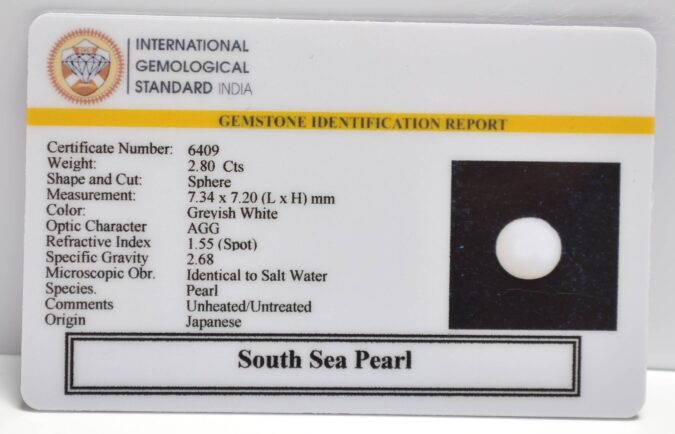 INTERNATIONAL
GEMOLOGICAL
STANDARD INDIA
GEMSTONE IDENTIFICATION REPORT
Certificate Number: 6409
Weight: 2.80 Cts
Shape and Cut: Sphere
Measurement: 7.34 x 7.20 (L x H) mm
Color: Greyish White
Optic Character AGG
Refractive Index 1.55 (Spot)
Specific Gravity 2.68
Microscopic Obr. Identical to Salt Water
Species. Pearl
Comments Unheated/Untreated
Origin Japanese
South Sea Pearl